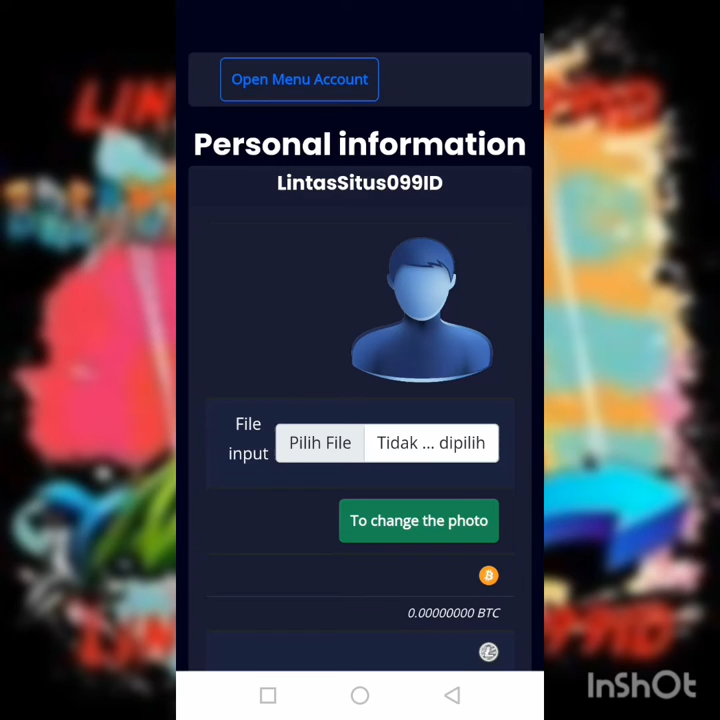 Open Menu Account
Personal information
LintasSitus099ID
File
input
Pilih File
Tidak ... dipilih
To change the photo
0.00000000 BTC
InShOt